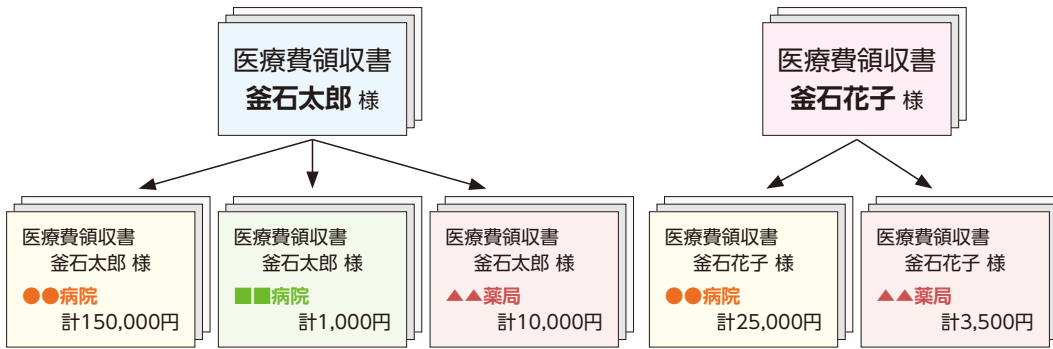 医療費領収書
釜石太郎 様
医療費領収書
釜石花子 様
医療費領収書
釜石太郎 様
●●病院
計150,000円
医療費領収書
釜石太郎 様
■■病院
計1,000円
医療費領収書
釜石太郎 様
▲▲薬局
計10,000円
医療費領収書
釜石花子 様
●●病院
計25,000円
医療費領収書
釜石花子 様
▲▲薬局
計3,500円